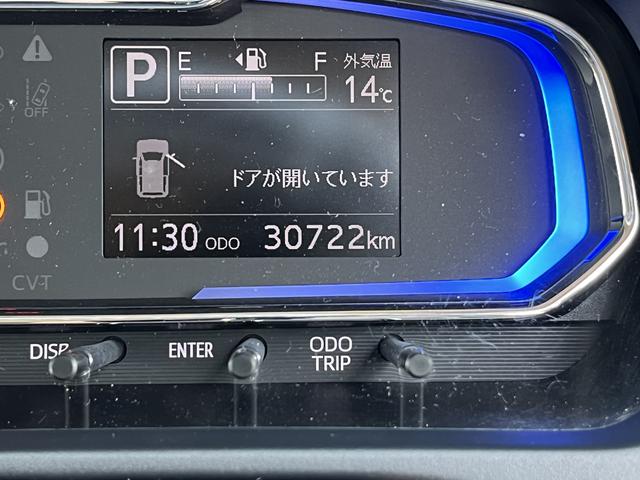 P E F 外気温
14℃
OFF
ドアが開いています
11:30 ODO 30722km
CVT
DISP ENTER ODO
TRIP